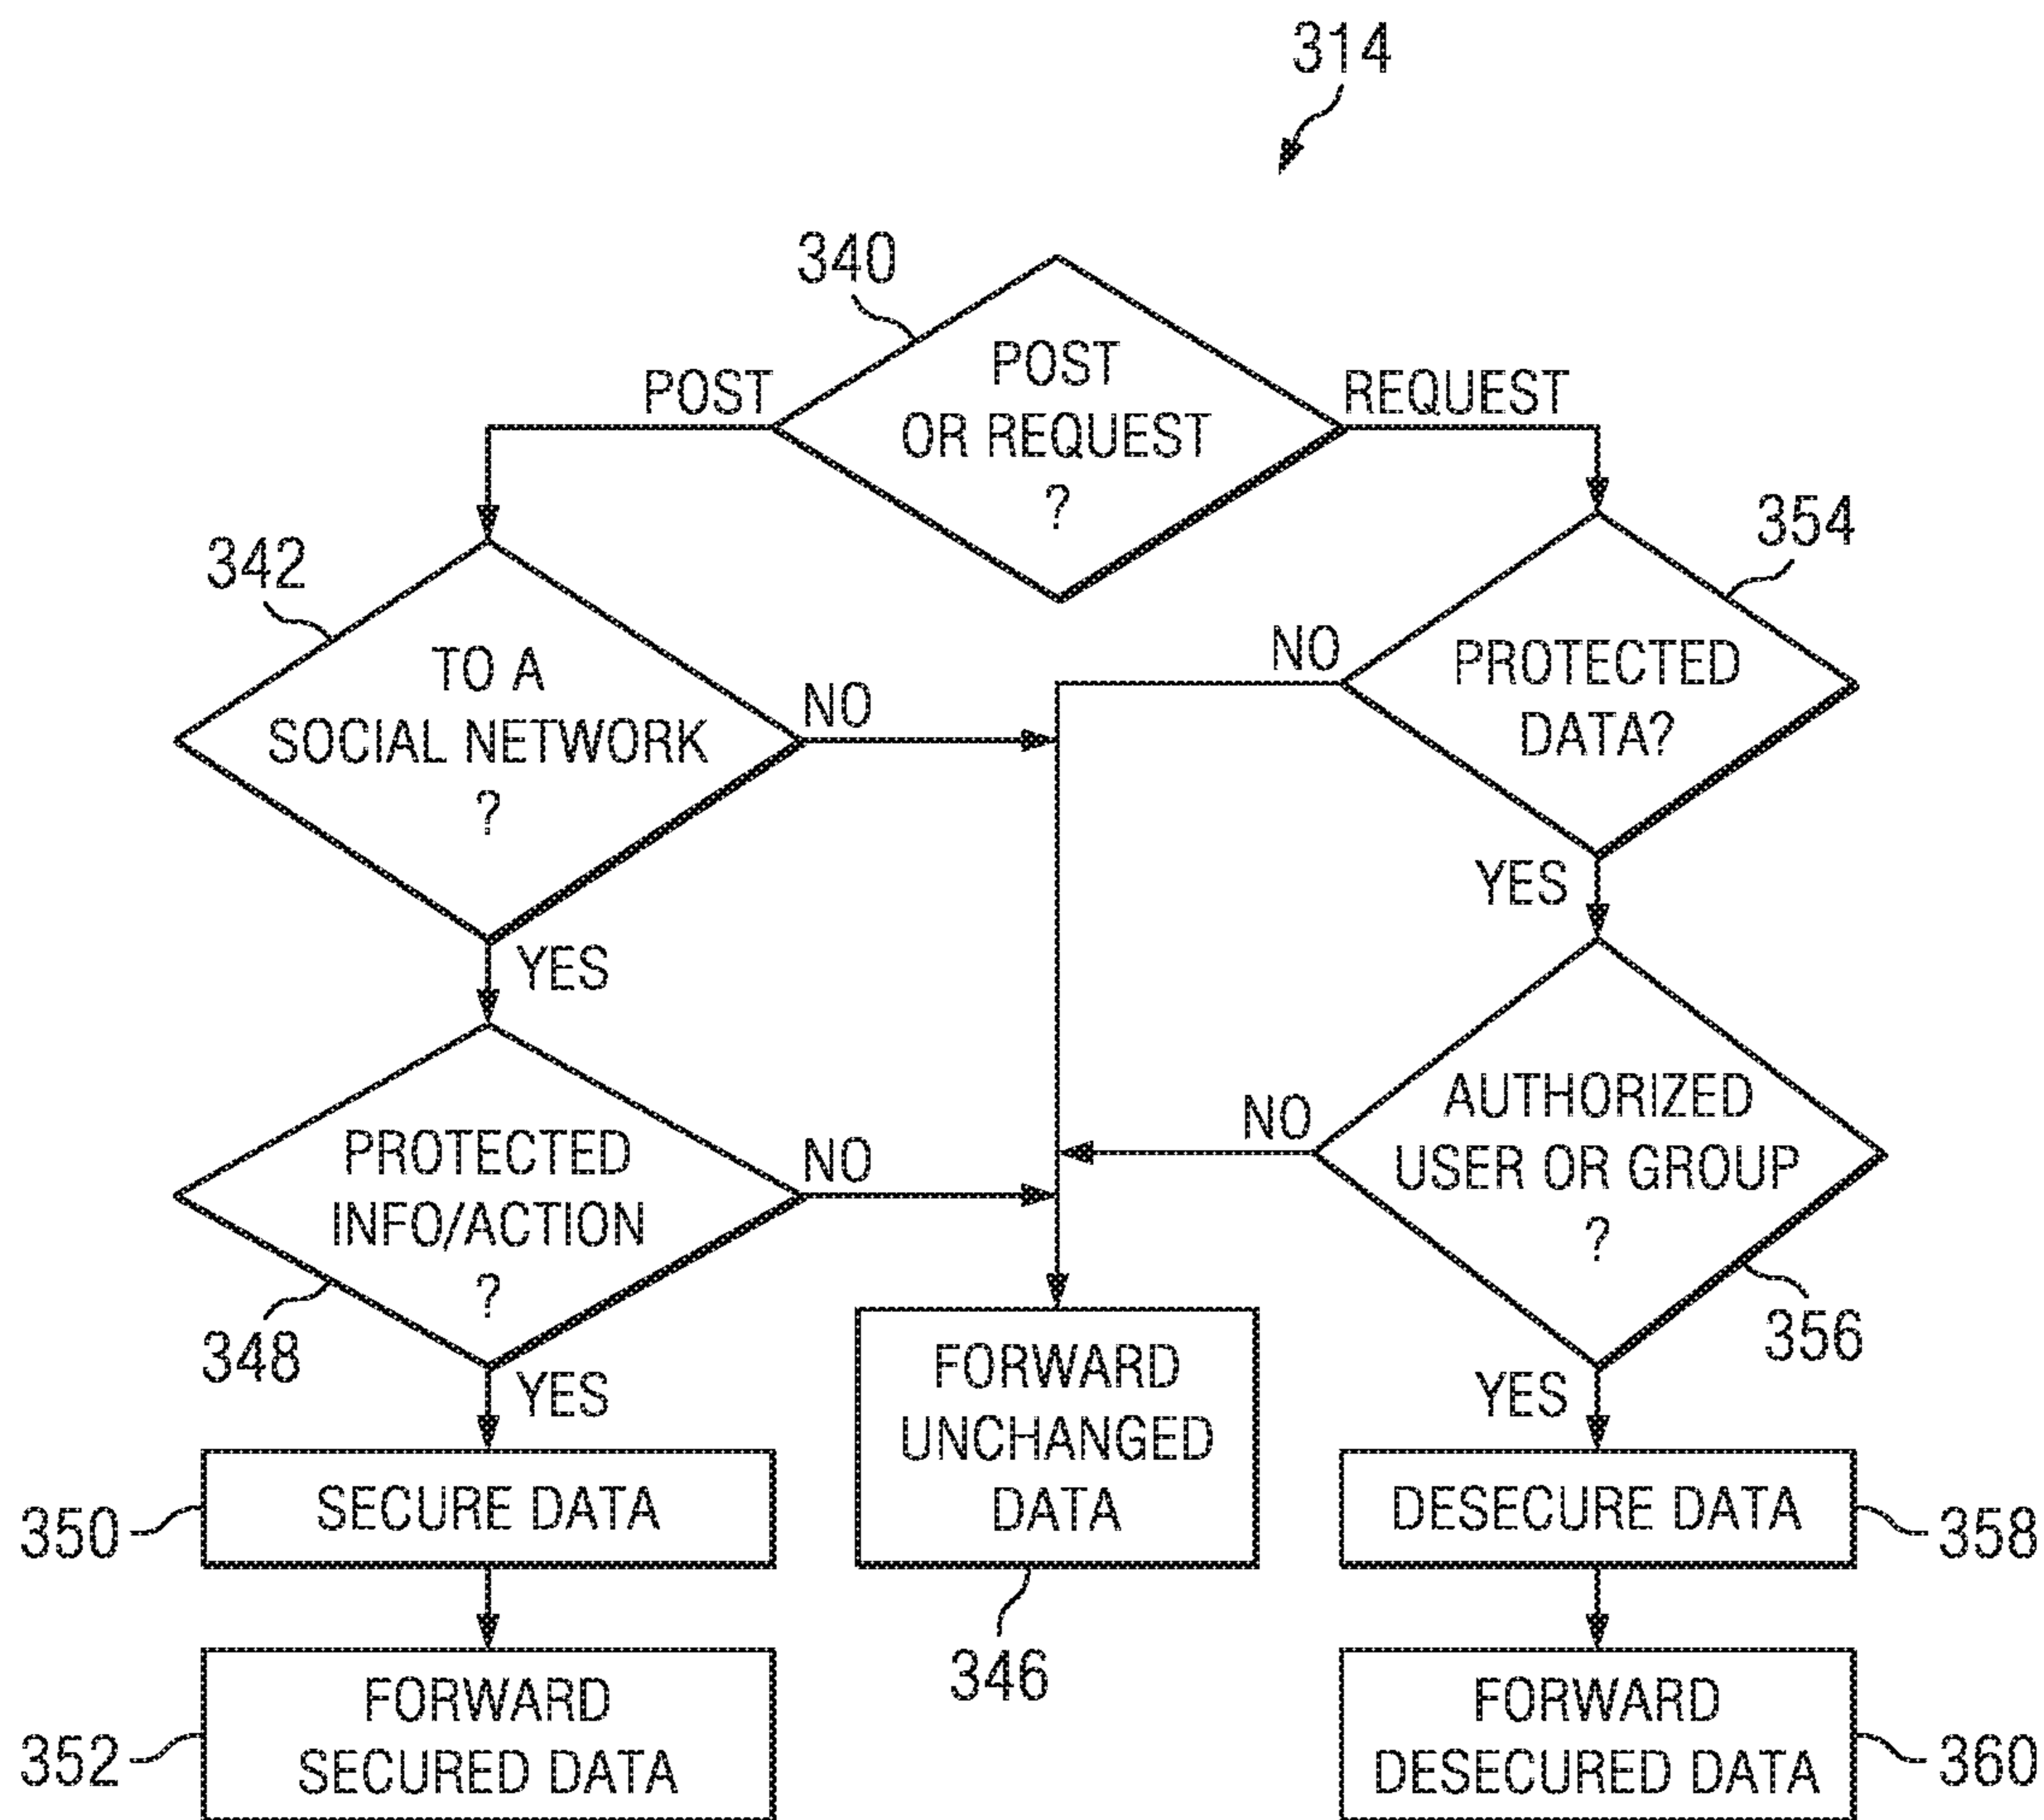 314
340
POST
OR REQUEST
?
POST
REQUEST
342
TO A
SOCIAL NETWORK
?
NO
YES
354
PROTECTED
DATA?
NO
YES
PROTECTED
INFO/ACTION
?
348
NO
YES
AUTHORIZED
USER OR GROUP
?
356
NO
YES
FORWARD
UNCHANGED
DATA
346
350
SECURE DATA
352
FORWARD
SECURED DATA
DESECURE DATA
358
FORWARD
DESECURED DATA
360